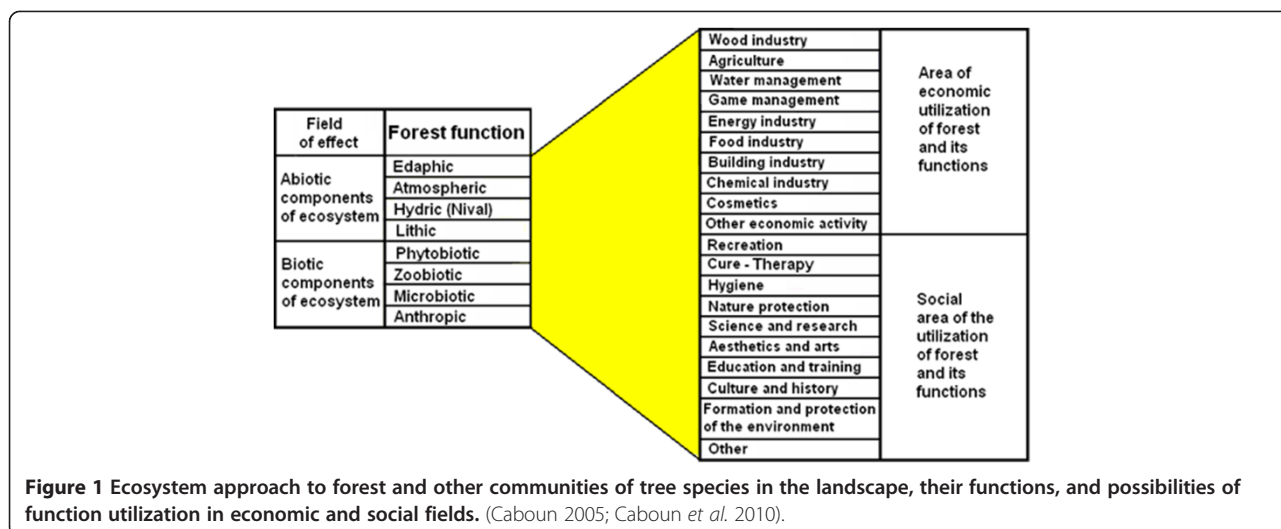 Field
of effect
Forest function
Abiotic
components
of ecosystem
Edaphic
Atmospheric
Hydric (Nival)
Lithic
Biotic
components
of ecosystem
Phytobiotic
Zoobiotic
Microbiotic
Anthropic
Wood industry
Agriculture
Water management
Game management
Energy industry
Food industry
Building industry
Chemical industry
Cosmetics
Other economic activity
Area of
economic
utilization
of forest
and its
functions
Recreation
Cure - Therapy
Hygiene
Nature protection
Science and research
Aesthetics and arts
Education and training
Culture and history
Formation and protection
of the environment
Other
Social
area of the
utilization
of forest
and its
functions
Figure 1 Ecosystem approach to forest and other communities of tree species in the landscape, their functions, and possibilities of
function utilization in economic and social fields. (Caboun 2005; Caboun et al. 2010).